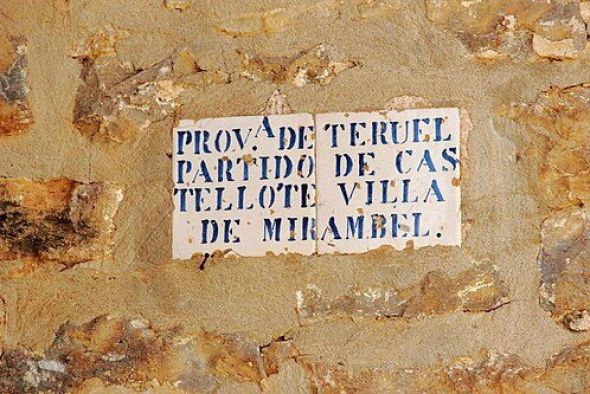 PROV.A DE TERUEL
PARTIDO DE CAS
TELLOTE VILLA
DE MIRAMBEL.